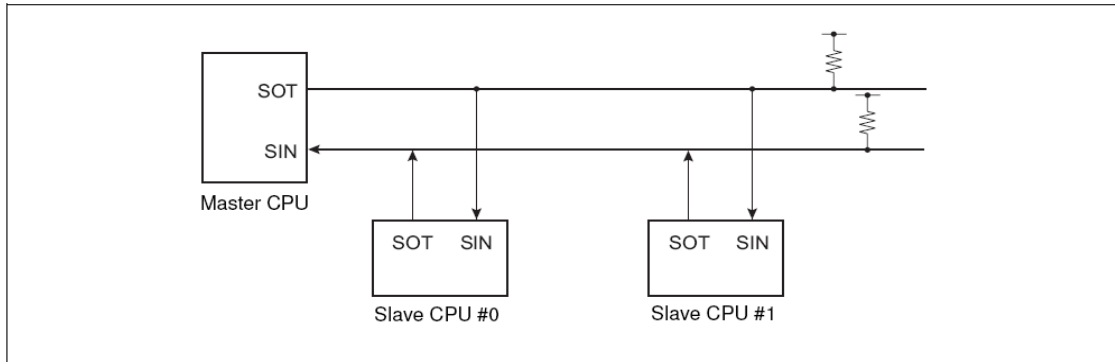 SOT
SIN
Master CPU
SOT SIN
Slave CPU #0
SOT SIN
Slave CPU #1